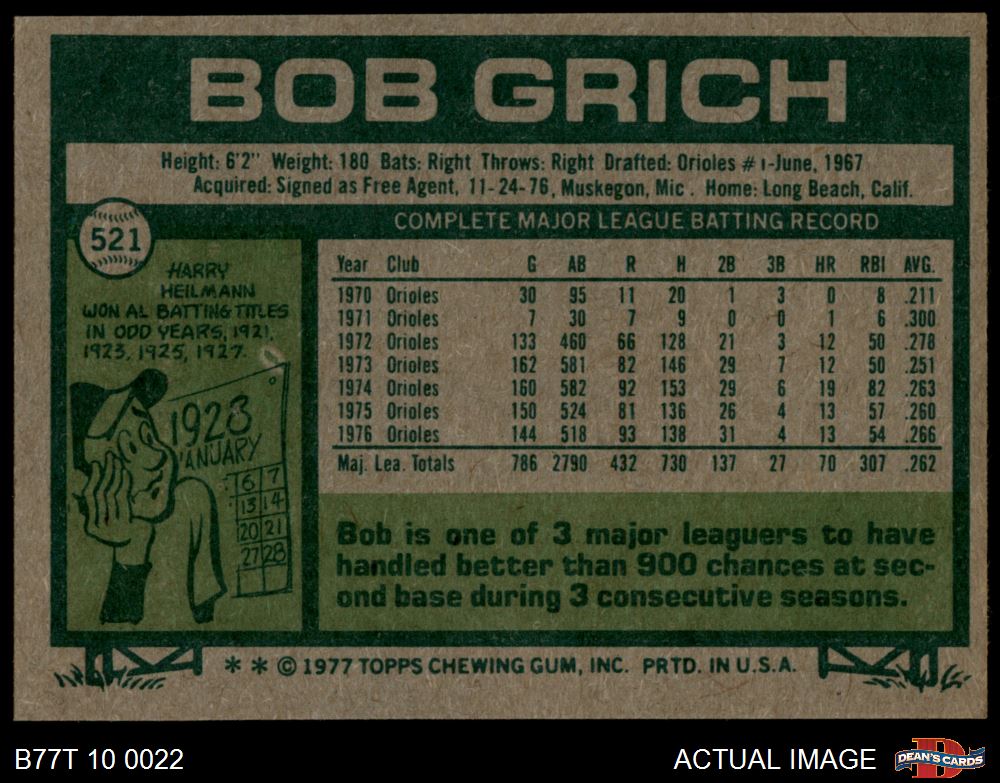 BOB GRICH
Height: 6'2" Weight: 180 Bats: Right Throws: Right Drafted: Orioles #1-June, 1967
Acquired: Signed as Free Agent, 11-24-76, Muskegon, Mic. Home: Long Beach, Calif.
COMPLETE MAJOR LEAGUE BATTING RECORD
521
HARRY
HEILMANN
WON AL BATTING TITLES
IN ODD YEARS, 1921,
1923, 1925, 1927.
1928
JANUARY
6 7
13 14
20 21
27 28
Year Club G AB R H 2B 3B HR RBI AVG.
1970 Orioles 30 95 11 20 1 3 0 8 .211
1971 Orioles 7 30 7 9 0 0 1 6 .300
1972 Orioles 133 460 66 128 21 3 12 50 .278
1973 Orioles 162 581 82 146 29 7 12 50 .251
1974 Orioles 160 582 92 153 29 6 19 82 .263
1975 Orioles 150 524 81 136 26 4 13 57 .260
1976 Orioles 144 518 93 138 31 4 13 54 .266
Maj. Lea. Totals 786 2790 432 730 137 27 70 307 .262
Bob is one of 3 major leaguers to have
handled better than 900 chances at sec-
ond base during 3 consecutive seasons.
* * © 1977 TOPPS CHEWING GUM, INC. PRTD. IN U.S.A.
B77T 10 0022
ACTUAL IMAGE
D
DEAN'S CARDS